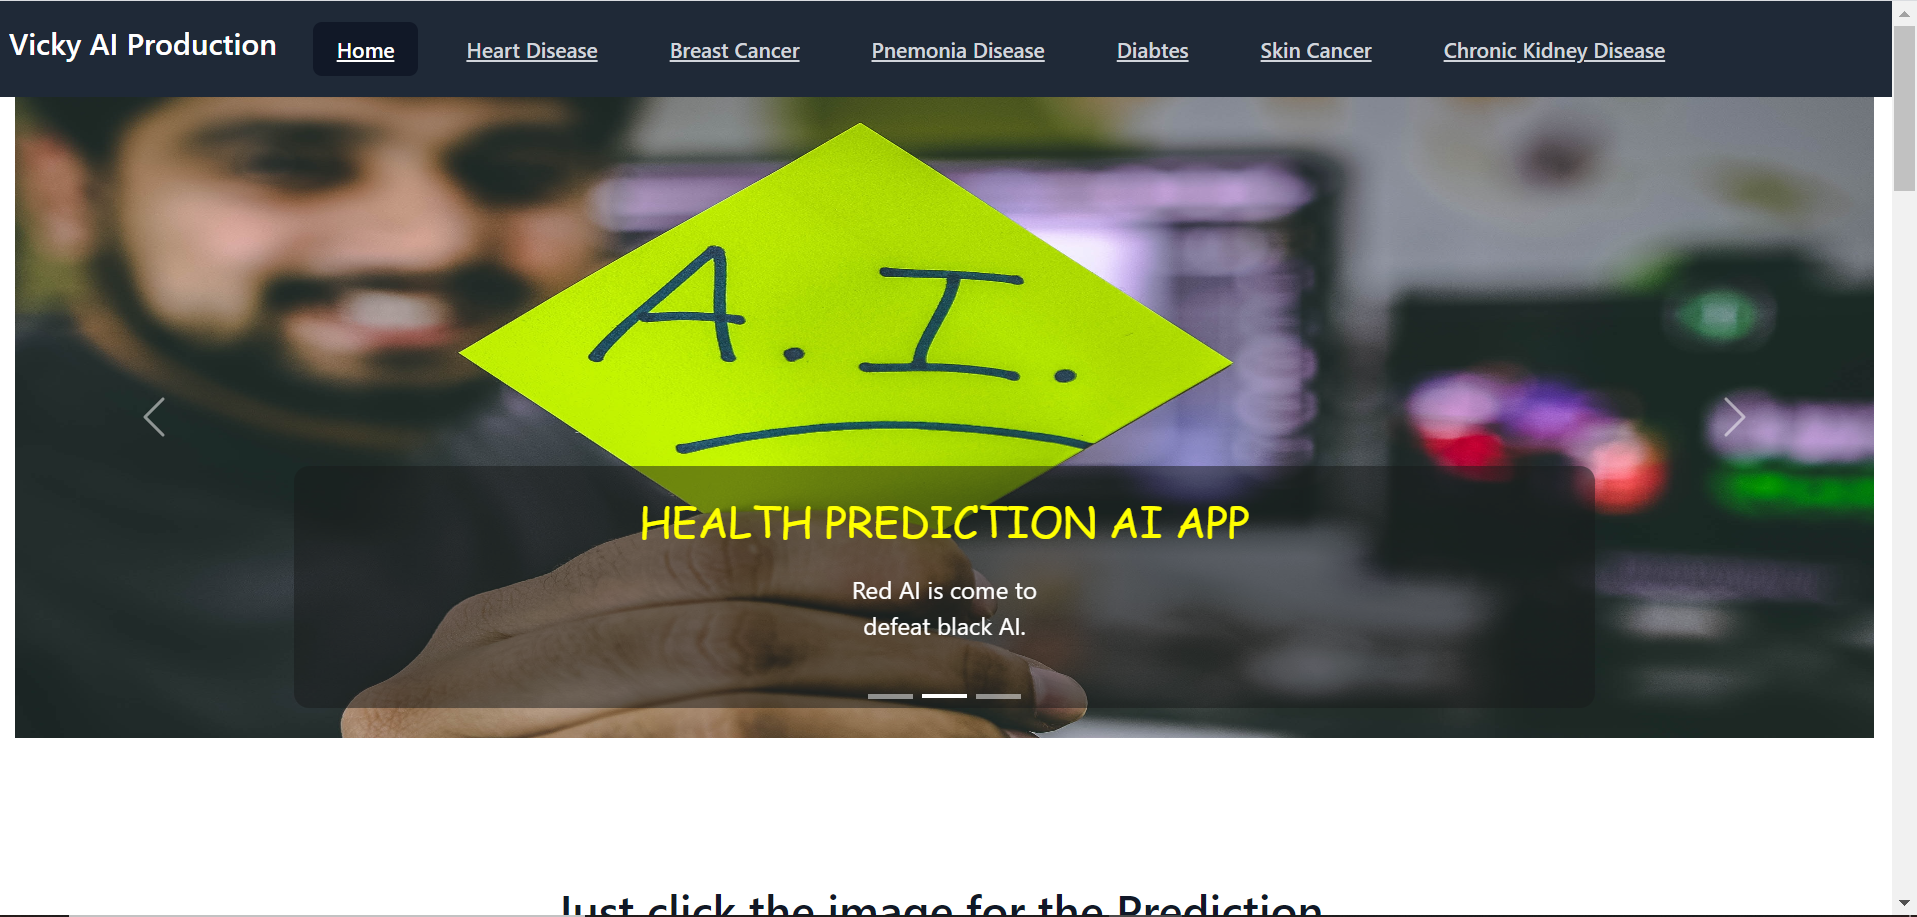 Vicky AI Production
Home
Heart Disease
Breast Cancer
Pnemonia Disease
Diabtes
Skin Cancer
Chronic Kidney Disease
A.I.
HEALTH PREDICTION AI APP
Red AI is come to
defeat black AI.
Just click the image for the Prediction